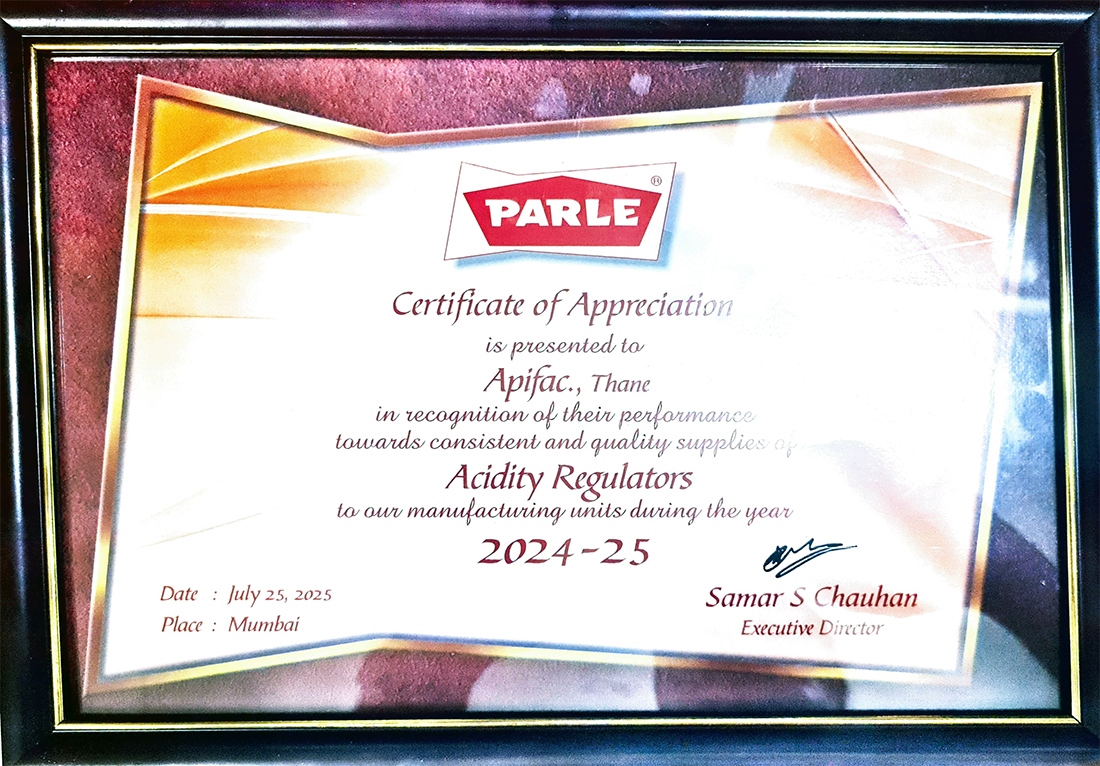 PARLE ®
Certificate of Appreciation
is presented to
Apifac., Thane
in recognition of their performance
towards consistent and quality supplies of
Acidity Regulators
to our manufacturing units during the year
2024-25
Date : July 25, 2025
Place : Mumbai
Samar S Chauhan
Executive Director